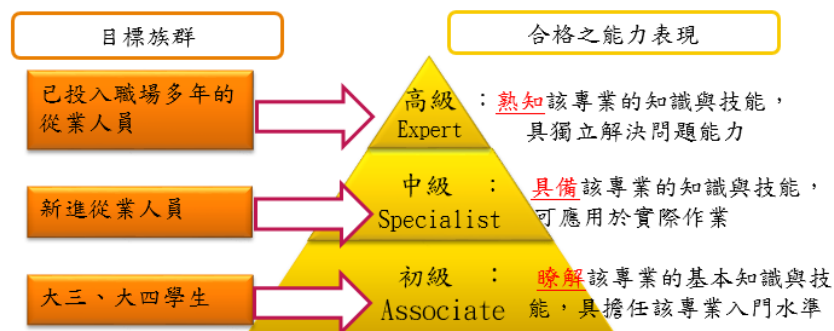 目標族群
合格之能力表現
已投入職場多年的
從業人員
高級
Expert
:熟知該專業的知識與技能,
具獨立解決問題能力
新進從業人員
中級
Specialist
:具備該專業的知識與技能,
可應用於實際作業
大三、大四學生
初級
Associate
:瞭解該專業的基本知識與技
能,具擔任該專業入門水準